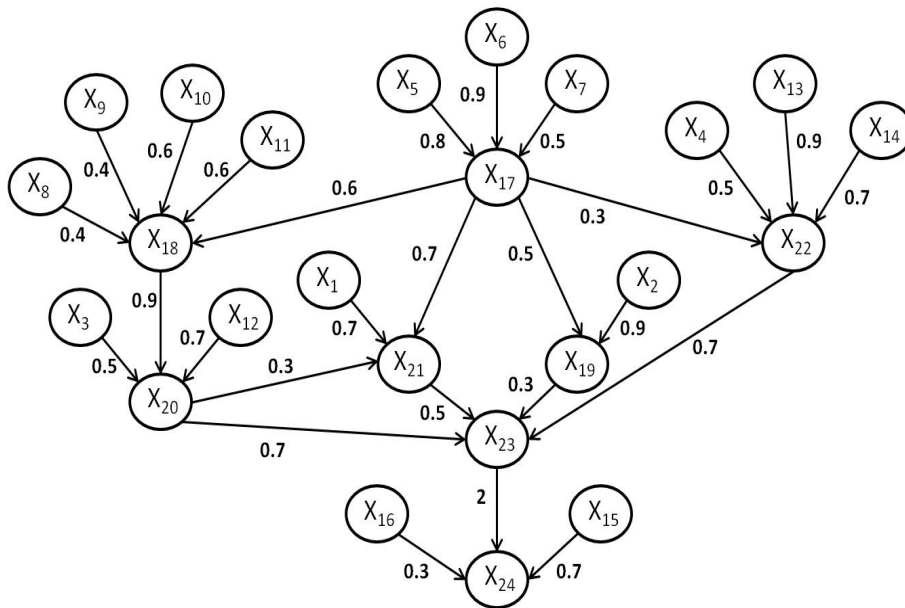 X₆
X₅
X₇
X₁₃
X₉
X₁₀
0.9
X₄
X₁₄
X₁₁
0.8
0.5
0.9
0.4
0.6
0.6
X₁₇
X₈
0.5
0.7
0.6
0.3
0.4
X₁₈
X₂₂
0.7
0.5
X₁
X₂
0.9
X₃
X₁₂
0.7
0.7
0.9
0.7
0.5
0.3
X₂₁
X₁₉
0.3
X₂₀
0.5
0.7
X₂₃
2
X₁₆
X₁₅
0.3
X₂₄
0.7